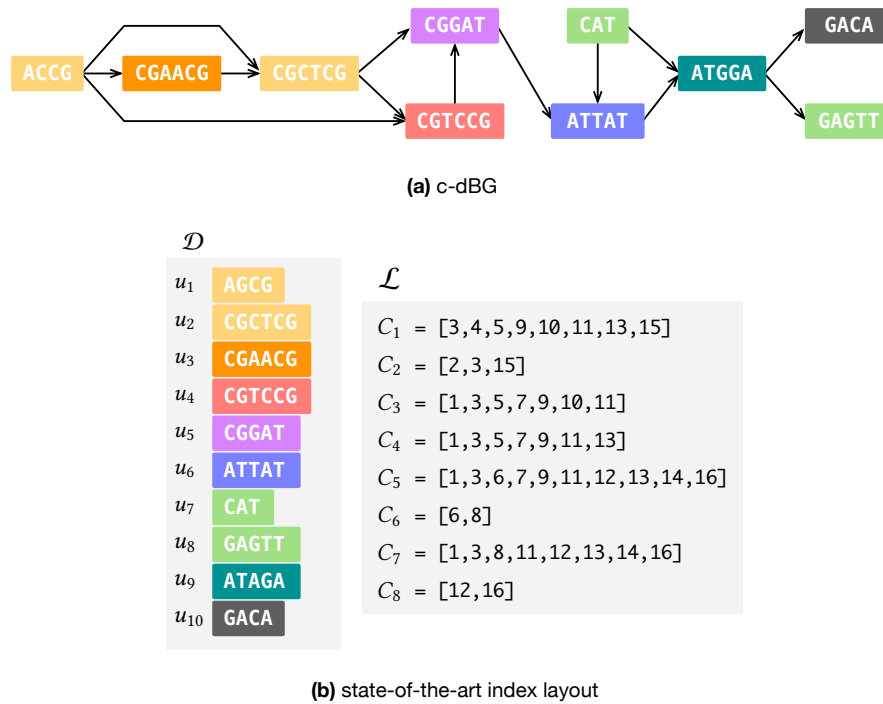 CGGAT CAT GACA
ACCG CGAACG CGCTCG ATGGA
CGTCCG ATTAT GAGTT
(a) c-dBG
𝒟
u1 AGCG
u2 CGCTCG
u3 CGAACG
u4 CGTCCG
u5 CGGAT
u6 ATTAT
u7 CAT
u8 GAGTT
u9 ATAGA
u10 GACA
ℒ
C1 = [3,4,5,9,10,11,13,15]
C2 = [2,3,15]
C3 = [1,3,5,7,9,10,11]
C4 = [1,3,5,7,9,11,13]
C5 = [1,3,6,7,9,11,12,13,14,16]
C6 = [6,8]
C7 = [1,3,8,11,12,13,14,16]
C8 = [12,16]
(b) state-of-the-art index layout